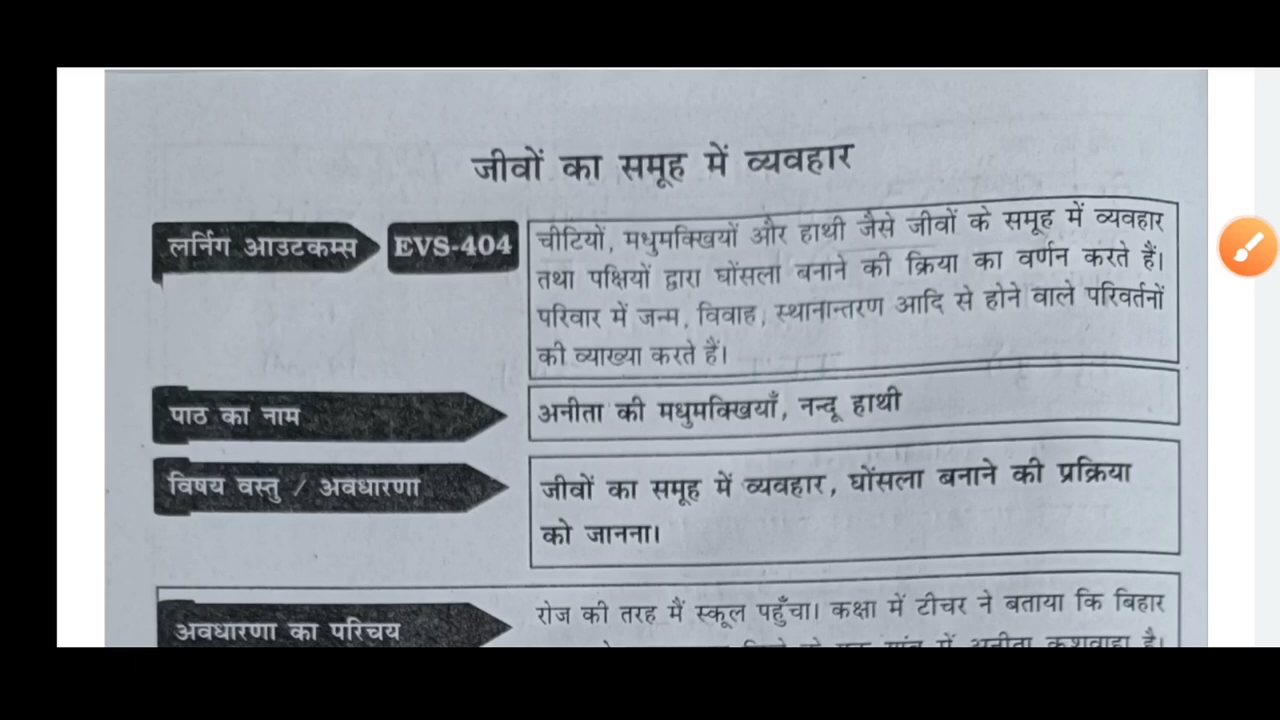 जीवों का समूह में व्यवहार
लर्निग आउटकम्स
EVS-404
चीटियों, मधुमक्खियों और हाथी जैसे जीवों के समूह में व्यवहार
तथा पक्षियों द्वारा घोंसला बनाने की क्रिया का वर्णन करते हैं।
परिवार में जन्म, विवाह, स्थानान्तरण आदि से होने वाले परिवर्तनों
की व्याख्या करते हैं।
पाठ का नाम
अनीता की मधुमक्खियाँ, नन्दू हाथी
विषय वस्तु / अवधारणा
जीवों का समूह में व्यवहार, घोंसला बनाने की प्रक्रिया
को जानना।
अवधारणा का परिचय
रोज की तरह मैं स्कूल पहुँचा। कक्षा में टीचर ने बताया कि बिहार
में अनीता कुशवाहा है।